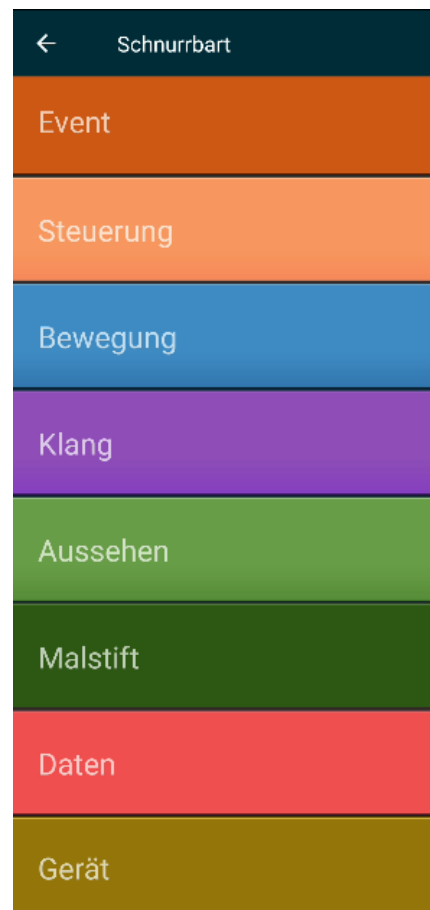 Schnurrbart
Event
Steuerung
Bewegung
Klang
Aussehen
Malstift
Daten
Gerät